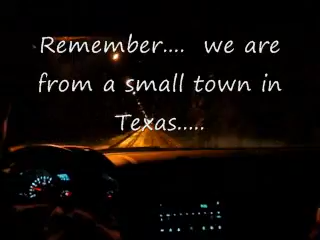 Remember.... we are
from a small town in
Texas.....